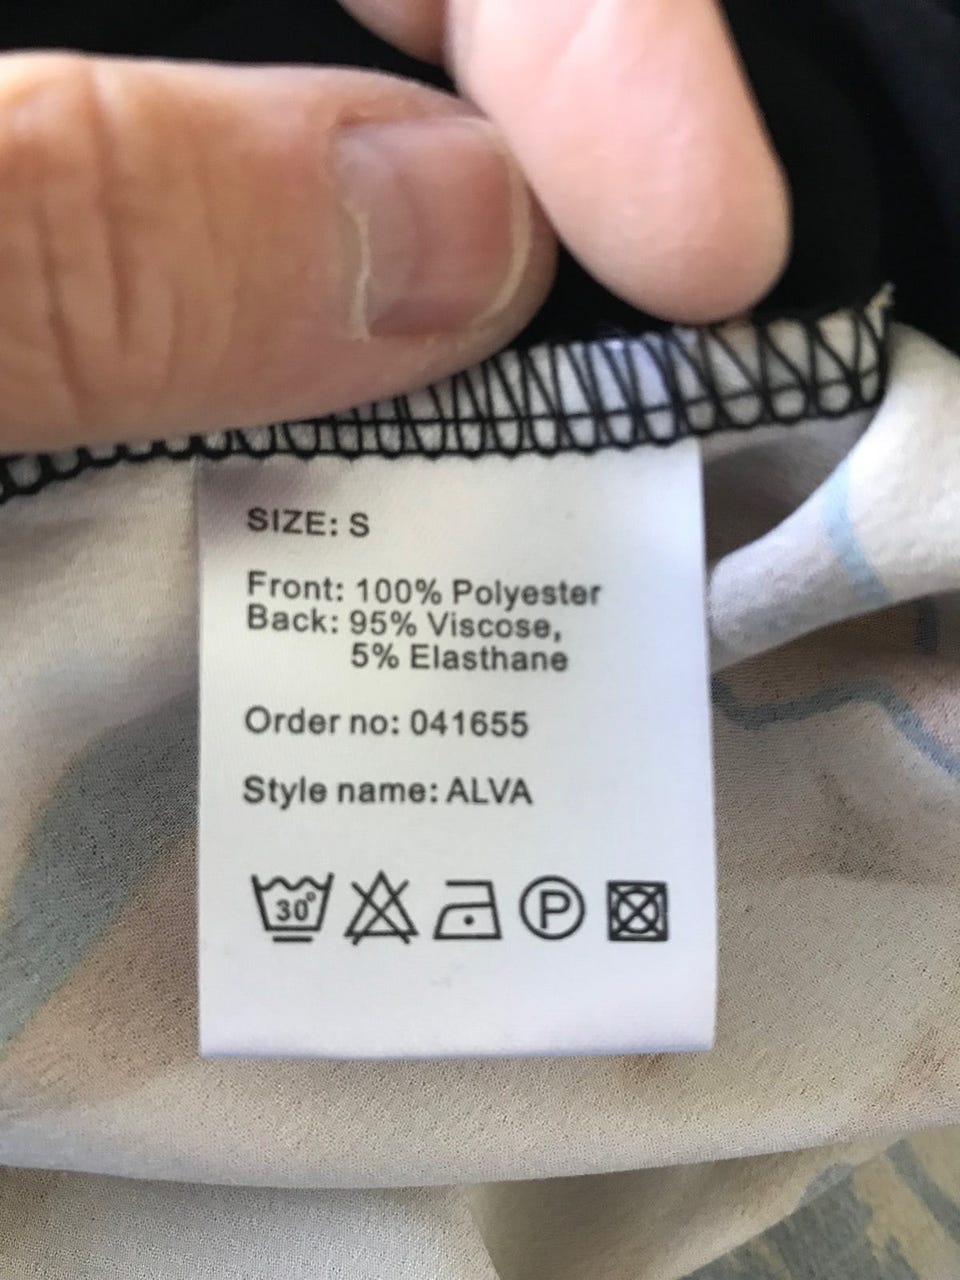 SIZE: S
Front: 100% Polyester
Back: 95% Viscose,
5% Elasthane
Order no: 041655
Style name: ALVA
30°
P